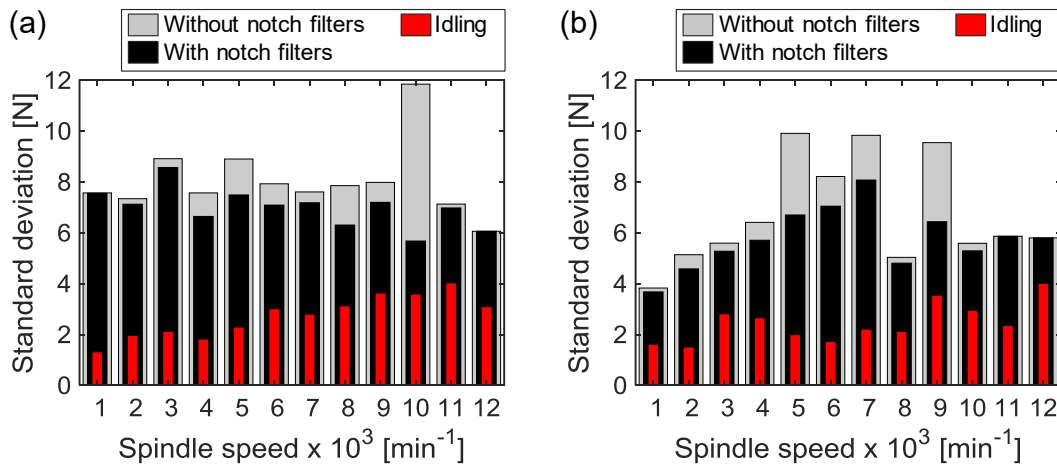 (a)
Without notch filters
Idling
With notch filters
Standard deviation [N]
12
10
8
6
4
2
0
1 2 3 4 5 6 7 8 9 10 11 12
Spindle speed x 10³ [min⁻¹]
(b)
Without notch filters
Idling
With notch filters
Standard deviation [N]
12
10
8
6
4
2
0
1 2 3 4 5 6 7 8 9 10 11 12
Spindle speed x 10³ [min⁻¹]